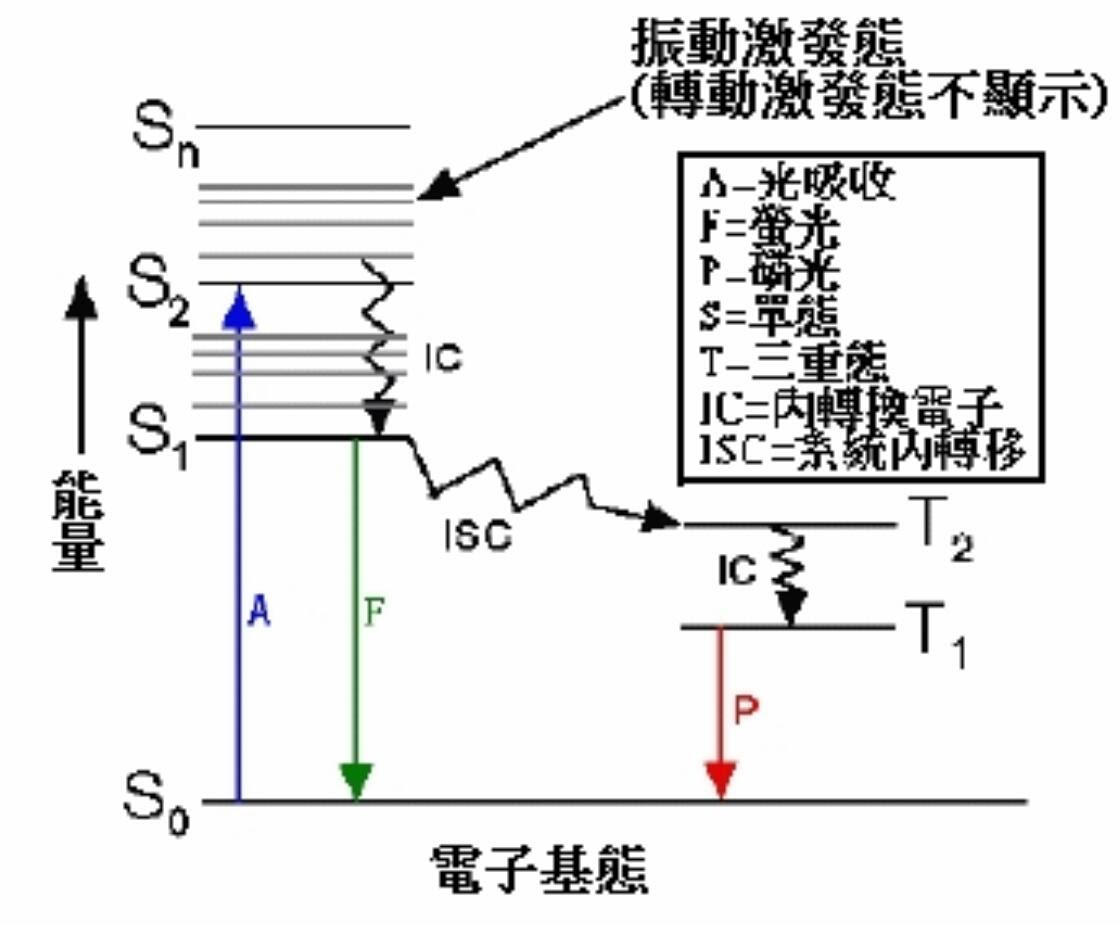 振動激發態
(轉動激發態不顯示)
Sn
A=光吸收
F=螢光
P=磷光
S=單態
T=三重態
IC=內轉換電子
ISC=系統內轉移
S2
IC
S1
能量
ISC
T2
IC
T1
A
F
P
S0
電子基態